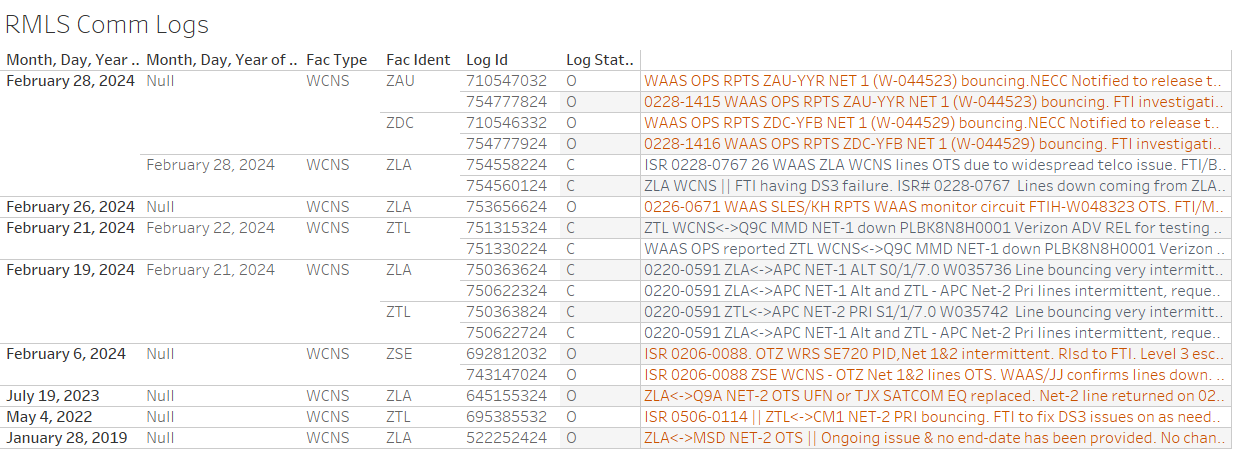 RMLS Comm Logs
Month, Day, Year .. Month, Day, Year of .. Fac Type Fac Ident Log Id Log Stat..
February 28, 2024 Null WCNS ZAU 710547032 O WAAS OPS RPTS ZAU-YYR NET 1 (W-044523) bouncing.NECC Notified to release t..
754777824 O 0228-1415 WAAS OPS RPTS ZAU-YYR NET 1 (W-044523) bouncing. FTI investigati..
ZDC 710546332 O WAAS OPS RPTS ZDC-YFB NET 1 (W-044529) bouncing.NECC Notified to release t..
754777924 O 0228-1416 WAAS OPS RPTS ZDC-YFB NET 1 (W-044529) bouncing. FTI investigati..
February 28, 2024 WCNS ZLA 754558224 C ISR 0228-0767 26 WAAS ZLA WCNS lines OTS due to widespread telco issue. FTI/B..
754560124 C ZLA WCNS || FTI having DS3 failure. ISR# 0228-0767 Lines down coming from ZLA..
February 26, 2024 Null WCNS ZLA 753656624 O 0226-0671 WAAS SLES/KH RPTS WAAS monitor circuit FTIH-W048323 OTS. FTI/M..
February 21, 2024 February 22, 2024 WCNS ZTL 751315324 C ZTL WCNS<->Q9C MMD NET-1 down PLBK8N8H0001 Verizon ADV REL for testing ..
751330224 C WAAS OPS reported ZTL WCNS<->Q9C MMD NET-1 down PLBK8N8H0001 Verizon ..
February 19, 2024 February 21, 2024 WCNS ZLA 750363624 C 0220-0591 ZLA<->APC NET-1 ALT S0/1/7.0 W035736 Line bouncing very intermitt..
750622324 C 0220-0591 ZLA<->APC NET-1 Alt and ZTL - APC Net-2 Pri lines intermittent, reque..
ZTL 750363824 C 0220-0591 ZTL<->APC NET-2 PRI S1/1/7.0 W035742 Line bouncing very intermitt..
750622724 C 0220-0591 ZLA<->APC NET-1 Alt and ZTL - APC Net-2 Pri lines intermittent, reque..
February 6, 2024 Null WCNS ZSE 692812032 O ISR 0206-0088. OTZ WRS SE720 PID,Net 1&2 intermittent. Rlsd to FTI. Level 3 esc..
743147024 O ISR 0206-0088 ZSE WCNS - OTZ Net 1&2 lines OTS. WAAS/JJ confirms lines down. ..
July 19, 2023 Null WCNS ZLA 645155324 O ZLA<->Q9A NET-2 OTS UFN or TJX SATCOM EQ replaced. Net-2 line returned on 02..
May 4, 2022 Null WCNS ZTL 695385532 O ISR 0506-0114 || ZTL<->CM1 NET-2 PRI bouncing. FTI to fix DS3 issues on as need..
January 28, 2019 Null WCNS ZLA 522252424 O ZLA<->MSD NET-2 OTS || Ongoing issue & no end-date has been provided. No chan..